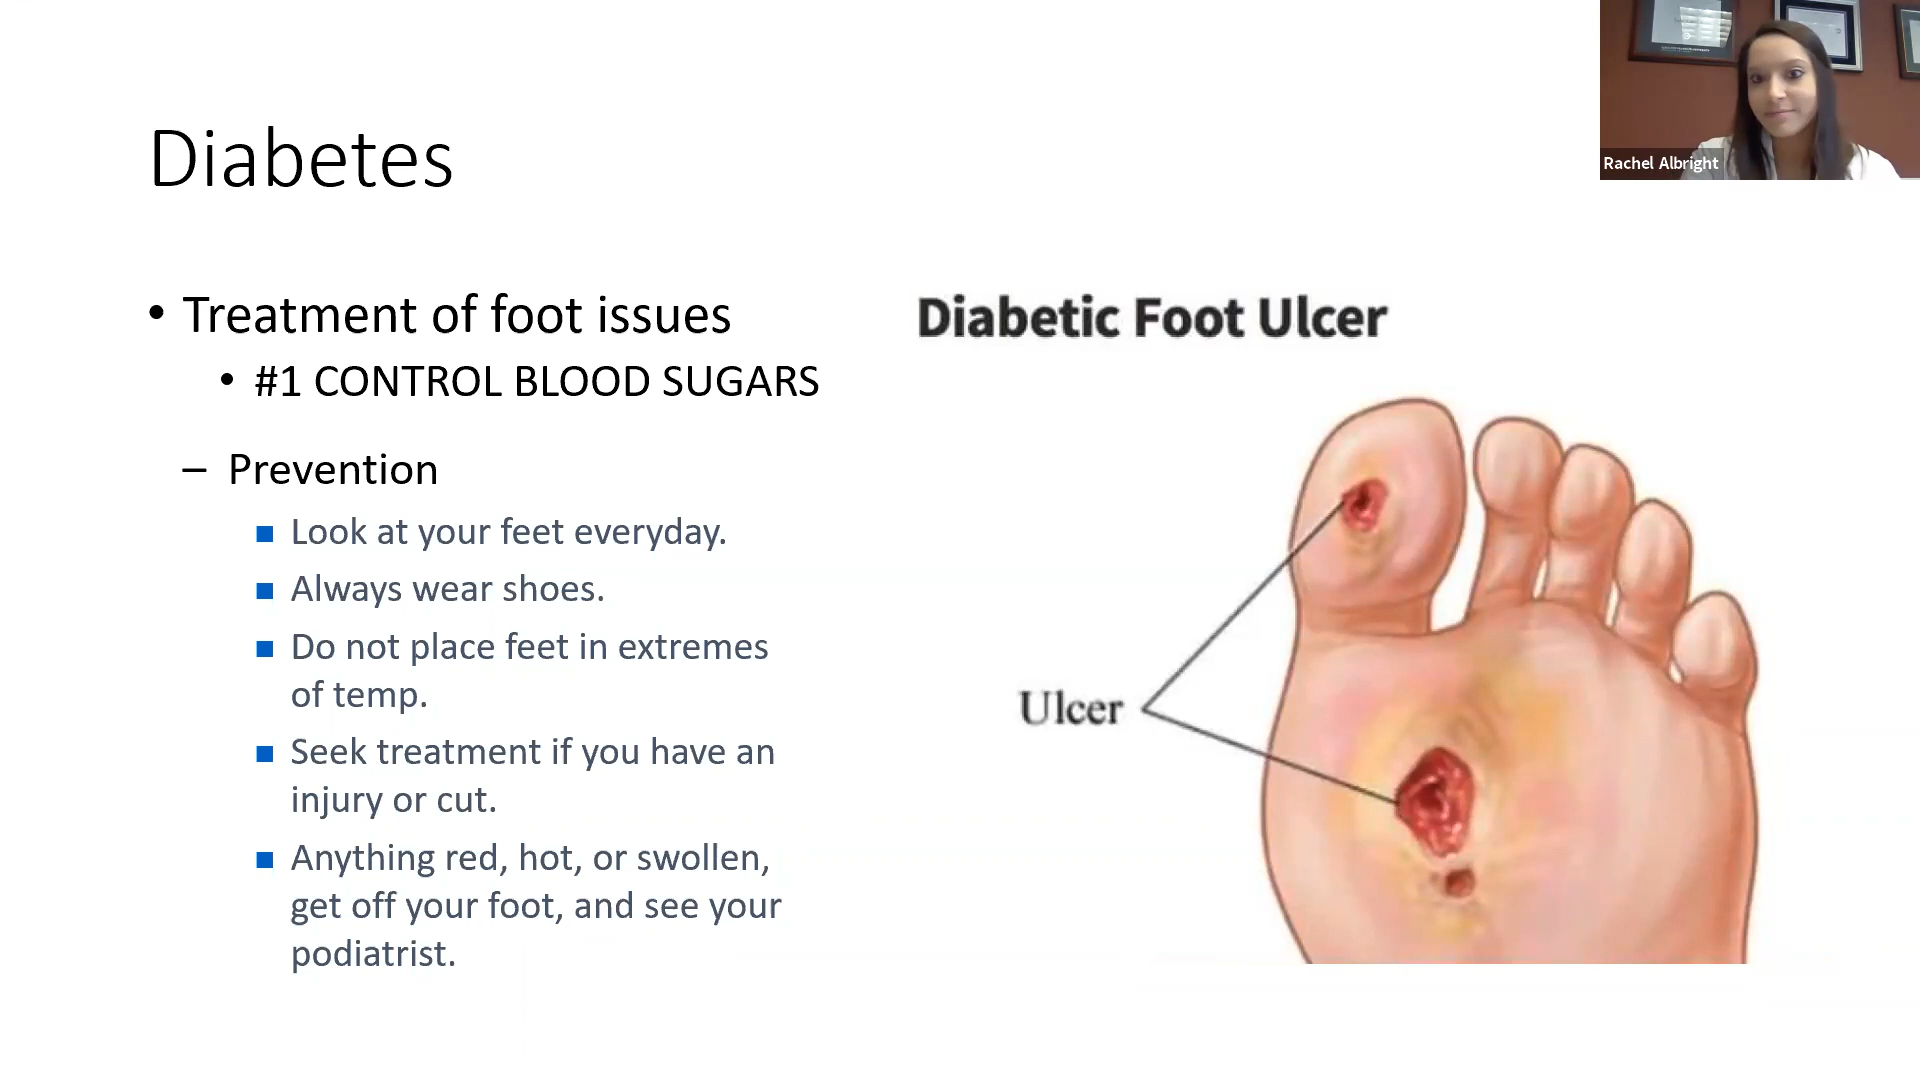 Rachel Albright
Diabetes
• Treatment of foot issues
• #1 CONTROL BLOOD SUGARS
– Prevention
■ Look at your feet everyday.
■ Always wear shoes.
■ Do not place feet in extremes
of temp.
■ Seek treatment if you have an
injury or cut.
■ Anything red, hot, or swollen,
get off your foot, and see your
podiatrist.
Diabetic Foot Ulcer
Ulcer